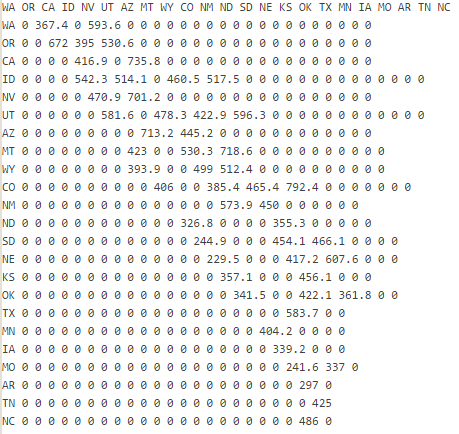 WA OR CA ID NV UT AZ MT WY CO NM ND SD NE KS OK TX MN IA MO AR TN NC
WA 0 367.4 0 593.6 0 0 0 0 0 0 0 0 0 0 0 0 0 0 0 0 0 0 0
OR 0 0 672 395 530.6 0 0 0 0 0 0 0 0 0 0 0 0 0 0 0 0 0 0
CA 0 0 0 0 416.9 0 735.8 0 0 0 0 0 0 0 0 0 0 0 0 0 0 0 0
ID 0 0 0 0 542.3 514.1 0 460.5 517.5 0 0 0 0 0 0 0 0 0 0 0 0 0 0
NV 0 0 0 0 0 470.9 701.2 0 0 0 0 0 0 0 0 0 0 0 0 0 0 0 0
UT 0 0 0 0 0 0 581.6 0 478.3 422.9 596.3 0 0 0 0 0 0 0 0 0 0 0 0
AZ 0 0 0 0 0 0 0 0 0 713.2 445.2 0 0 0 0 0 0 0 0 0 0 0 0
MT 0 0 0 0 0 0 0 0 423 0 0 530.3 718.6 0 0 0 0 0 0 0 0 0 0
WY 0 0 0 0 0 0 0 0 393.9 0 0 499 512.4 0 0 0 0 0 0 0 0 0 0
CO 0 0 0 0 0 0 0 0 0 0 406 0 0 385.4 465.4 792.4 0 0 0 0 0 0 0
NM 0 0 0 0 0 0 0 0 0 0 0 0 0 0 0 573.9 450 0 0 0 0 0 0
ND 0 0 0 0 0 0 0 0 0 0 0 0 326.8 0 0 0 0 355.3 0 0 0 0 0
SD 0 0 0 0 0 0 0 0 0 0 0 0 0 244.9 0 0 0 454.1 466.1 0 0 0 0
NE 0 0 0 0 0 0 0 0 0 0 0 0 0 0 229.5 0 0 0 417.2 607.6 0 0 0
KS 0 0 0 0 0 0 0 0 0 0 0 0 0 0 0 357.1 0 0 0 456.1 0 0 0
OK 0 0 0 0 0 0 0 0 0 0 0 0 0 0 0 0 341.5 0 0 422.1 361.8 0 0
TX 0 0 0 0 0 0 0 0 0 0 0 0 0 0 0 0 0 0 0 0 583.7 0 0
MN 0 0 0 0 0 0 0 0 0 0 0 0 0 0 0 0 0 0 404.2 0 0 0 0
IA 0 0 0 0 0 0 0 0 0 0 0 0 0 0 0 0 0 0 0 339.2 0 0 0
MO 0 0 0 0 0 0 0 0 0 0 0 0 0 0 0 0 0 0 0 0 241.6 337 0
AR 0 0 0 0 0 0 0 0 0 0 0 0 0 0 0 0 0 0 0 0 0 297 0
TN 0 0 0 0 0 0 0 0 0 0 0 0 0 0 0 0 0 0 0 0 0 0 425
NC 0 0 0 0 0 0 0 0 0 0 0 0 0 0 0 0 0 0 0 0 0 486 0